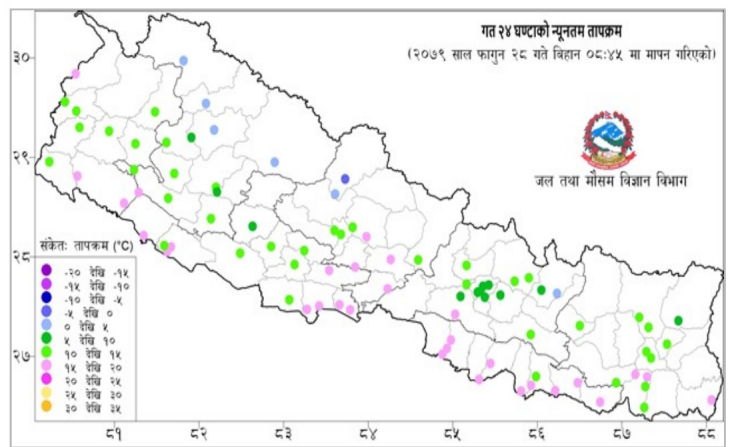 गत २४ घण्टाको न्यूनतम तापक्रम
(२०७९ साल फागुन २८ गते बिहान ०८:४५ मा मापन गरिएको)
जल तथा मौसम विज्ञान विभाग
३०
२९
२८
२७
संकेतः तापक्रम (°C)
-२० देखि -१५
-१५ देखि -१०
-१० देखि -५
-५ देखि ०
० देखि ५
५ देखि १०
१० देखि १५
१५ देखि २०
२० देखि २५
२५ देखि ३०
३० देखि ३५
८१ ८२ ८३ ८४ ८५ ८६ ८७ ८८